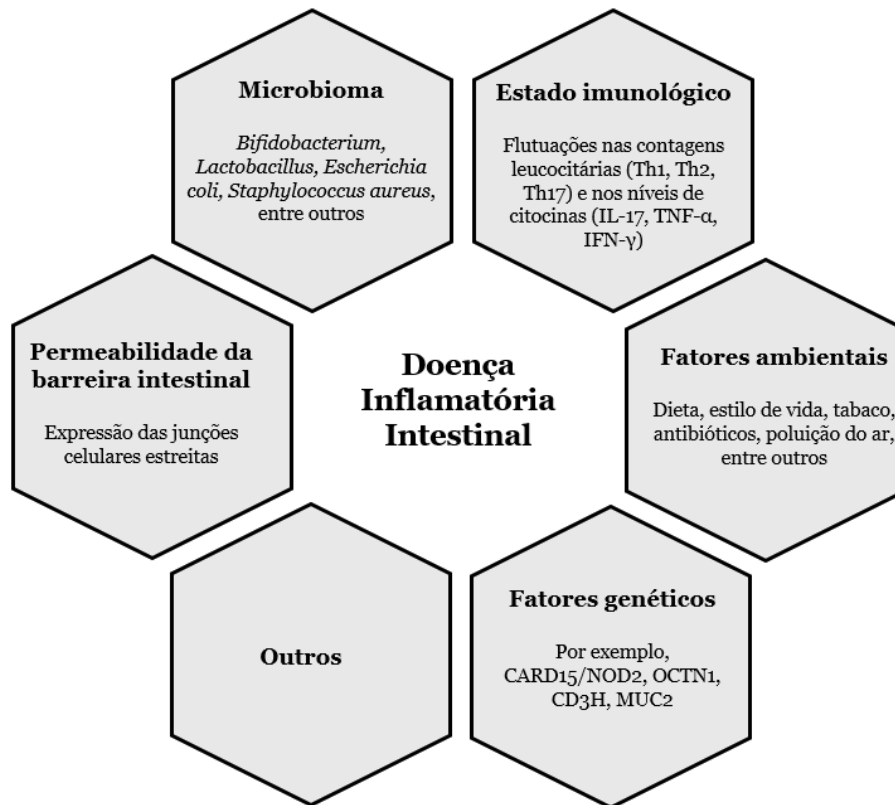 Microbioma
Bifidobacterium,
Lactobacillus, Escherichia
coli, Staphylococcus aureus,
entre outros
Estado imunológico
Flutuações nas contagens
leucocitárias (Th1, Th2,
Th17) e nos níveis de
citocinas (IL-17, TNF-α,
IFN-γ)
Permeabilidade da
barreira intestinal
Expressão das junções
celulares estreitas
Doença
Inflamatória
Intestinal
Fatores ambientais
Dieta, estilo de vida, tabaco,
antibióticos, poluição do ar,
entre outros
Outros
Fatores genéticos
Por exemplo,
CARD15/NOD2, OCTN1,
CD3H, MUC2